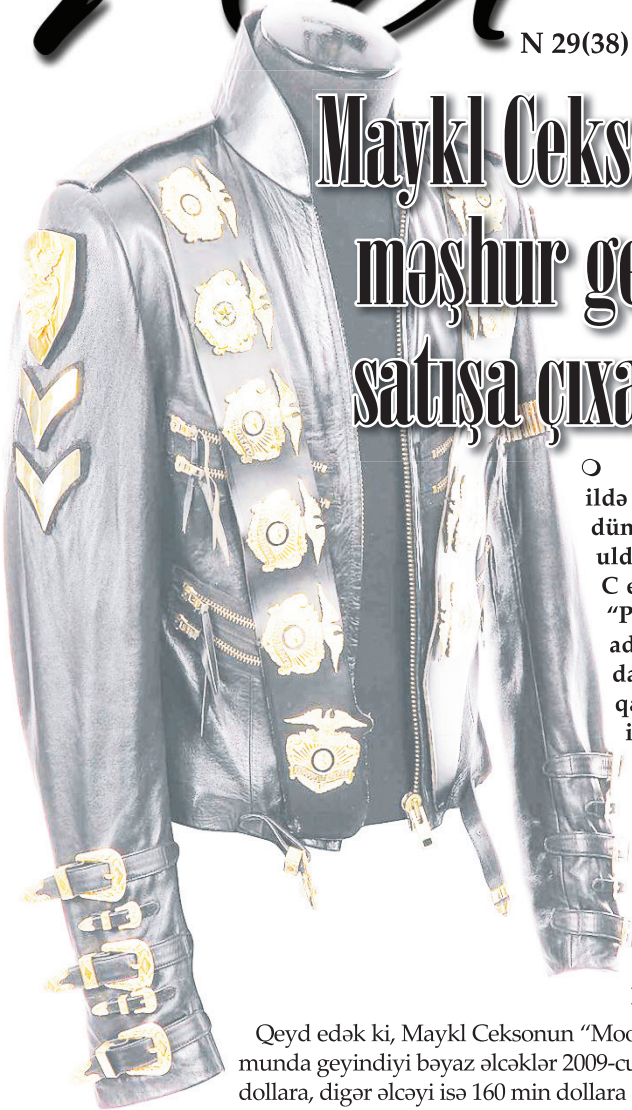 N 29(38)
Maykl Ceks
məşhur ge
satışa çıxa
ildə
dün
uld
C e
“P
ad
da
qa
i
Qeyd edək ki, Maykl Ceksonun “Moo
munda geyindiyi bəyaz əlcəklər 2009-cu
dollara, digər əlcəyi isə 160 min dollara